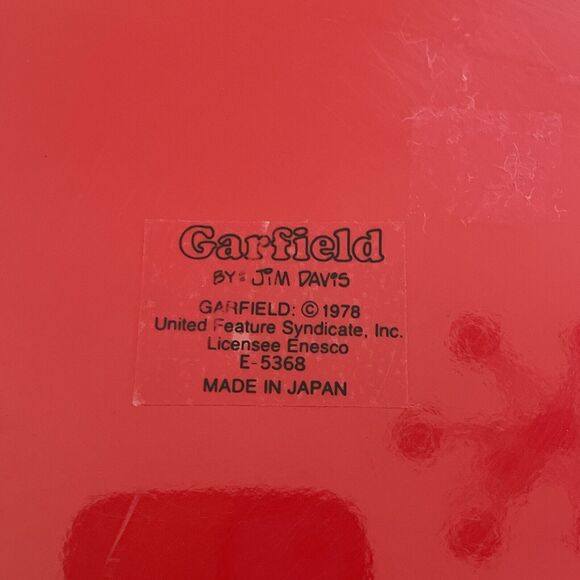 Garfield
BY: JIM DAVIS
GARFIELD: © 1978
United Feature Syndicate, Inc.
Licensee Enesco
E-5368
MADE IN JAPAN